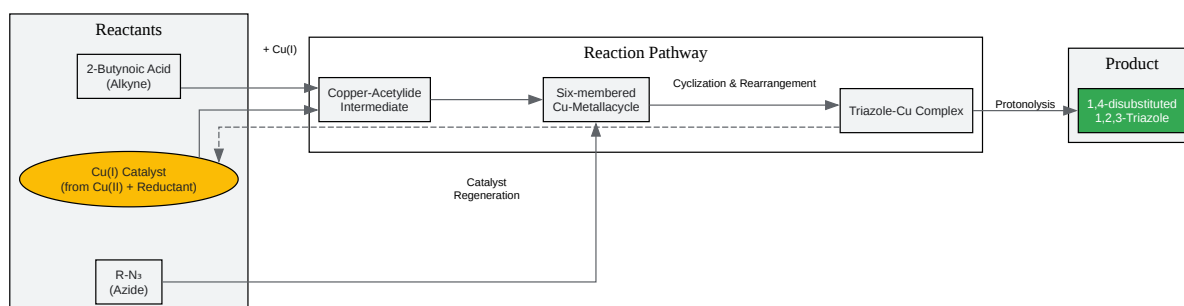 Reactants
2-Butynoic Acid
(Alkyne)
Cu(I) Catalyst
(from Cu(II) + Reductant)
R-N₃
(Azide)
+ Cu(I)
Reaction Pathway
Copper-Acetylide
Intermediate
Six-membered
Cu-Metallacycle
Cyclization & Rearrangement
Triazole-Cu Complex
Catalyst
Regeneration
Protonolysis
Product
1,4-disubstituted
1,2,3-Triazole